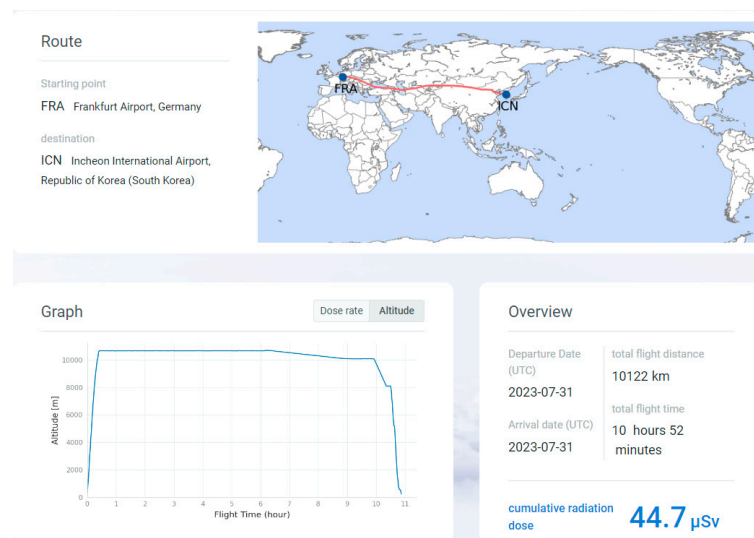 Route
Starting point
FRA Frankfurt Airport, Germany
destination
ICN Incheon International Airport,
Republic of Korea (South Korea)
FRA
ICN
Graph
Dose rate
Altitude
Altitude [m]
10000
8000
6000
4000
2000
0
0 1 2 3 4 5 6 7 8 9 10 11
Flight Time (hour)
Overview
Departure Date
(UTC)
2023-07-31
Arrival date (UTC)
2023-07-31
total flight distance
10122 km
total flight time
10 hours 52
minutes
cumulative radiation
dose
44.7 μSv